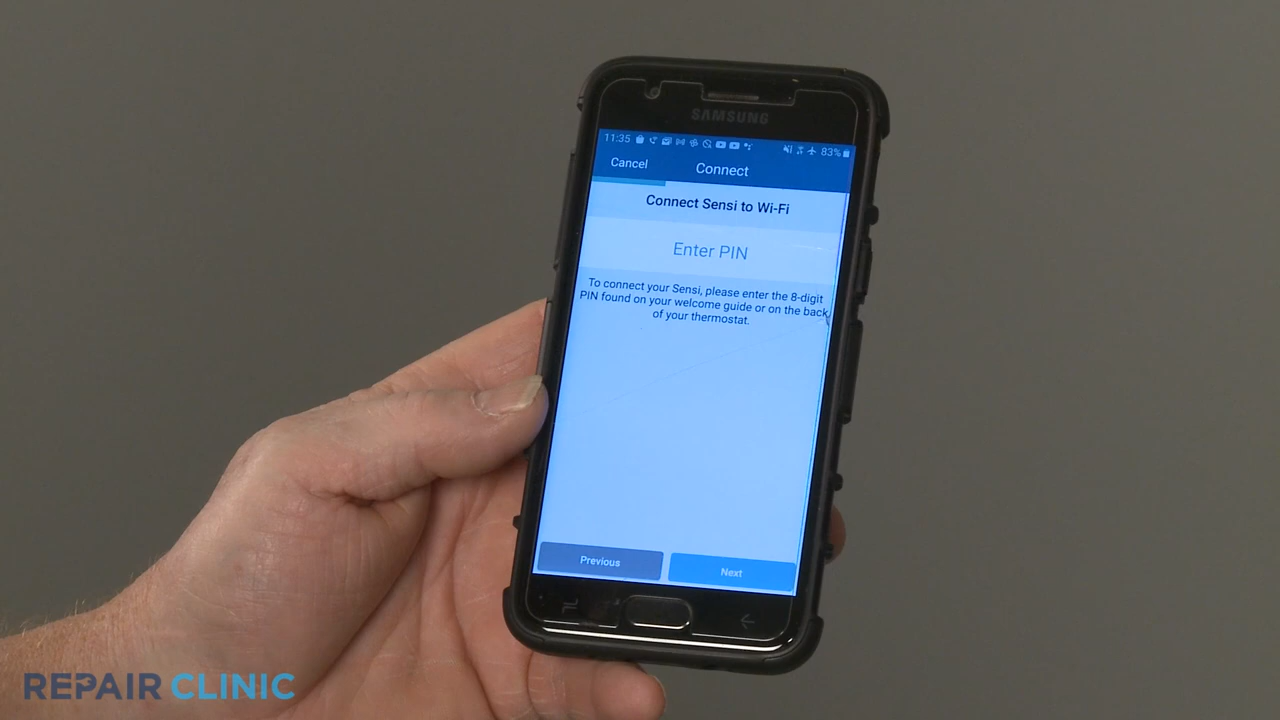 SAMSUNG
11:35
83%
Cancel
Connect
Connect Sensi to Wi-Fi
Enter PIN
To connect your Sensi, please enter the 8-digit
PIN found on your welcome guide or on the back
of your thermostat.
Previous
Next
REPAIR CLINIC